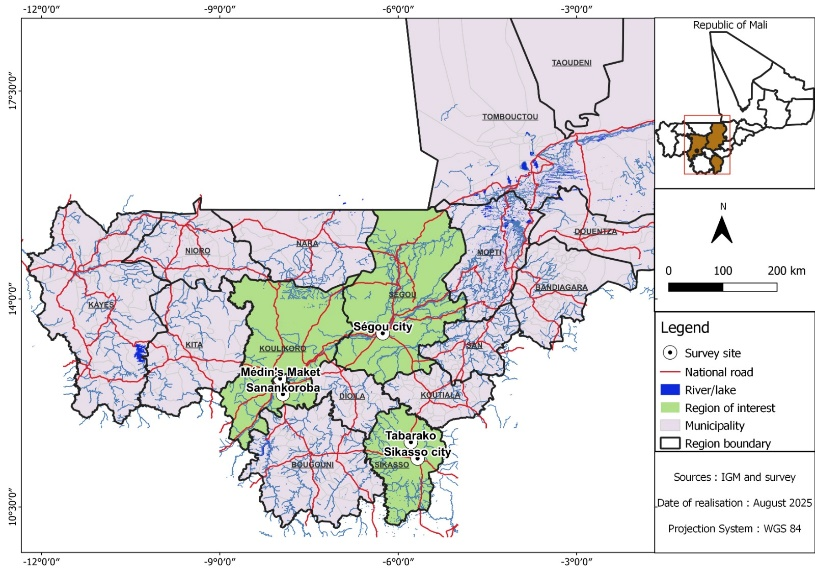 -12°0'0"
-9°0'0"
-6°0'0"
-3°0'0"
Republic of Mali
TAOUDENI
17°30'0"
TOMBOUCTOU
N
DOUENTZA
NARA
NIORO
MOPTI
0 100 200 km
BANDIAGARA
14°0'0"
SÉGOU
KAYES
Legend
Ségou city
Survey site
KITA
KOULIKORO
SAN
National road
Médin's Maket
River/lake
Sanankoroba
DIOILA
KOUTIALA
Region of interest
Municipality
Tabarako
Region boundary
Sikasso city
BOUGOUNI
SIKASSO
Sources : IGM and survey
Date of realisation : August 2025
10°30'0"
Projection System : WGS 84
-12°0'0"
-9°0'0"
-6°0'0"
-3°0'0"